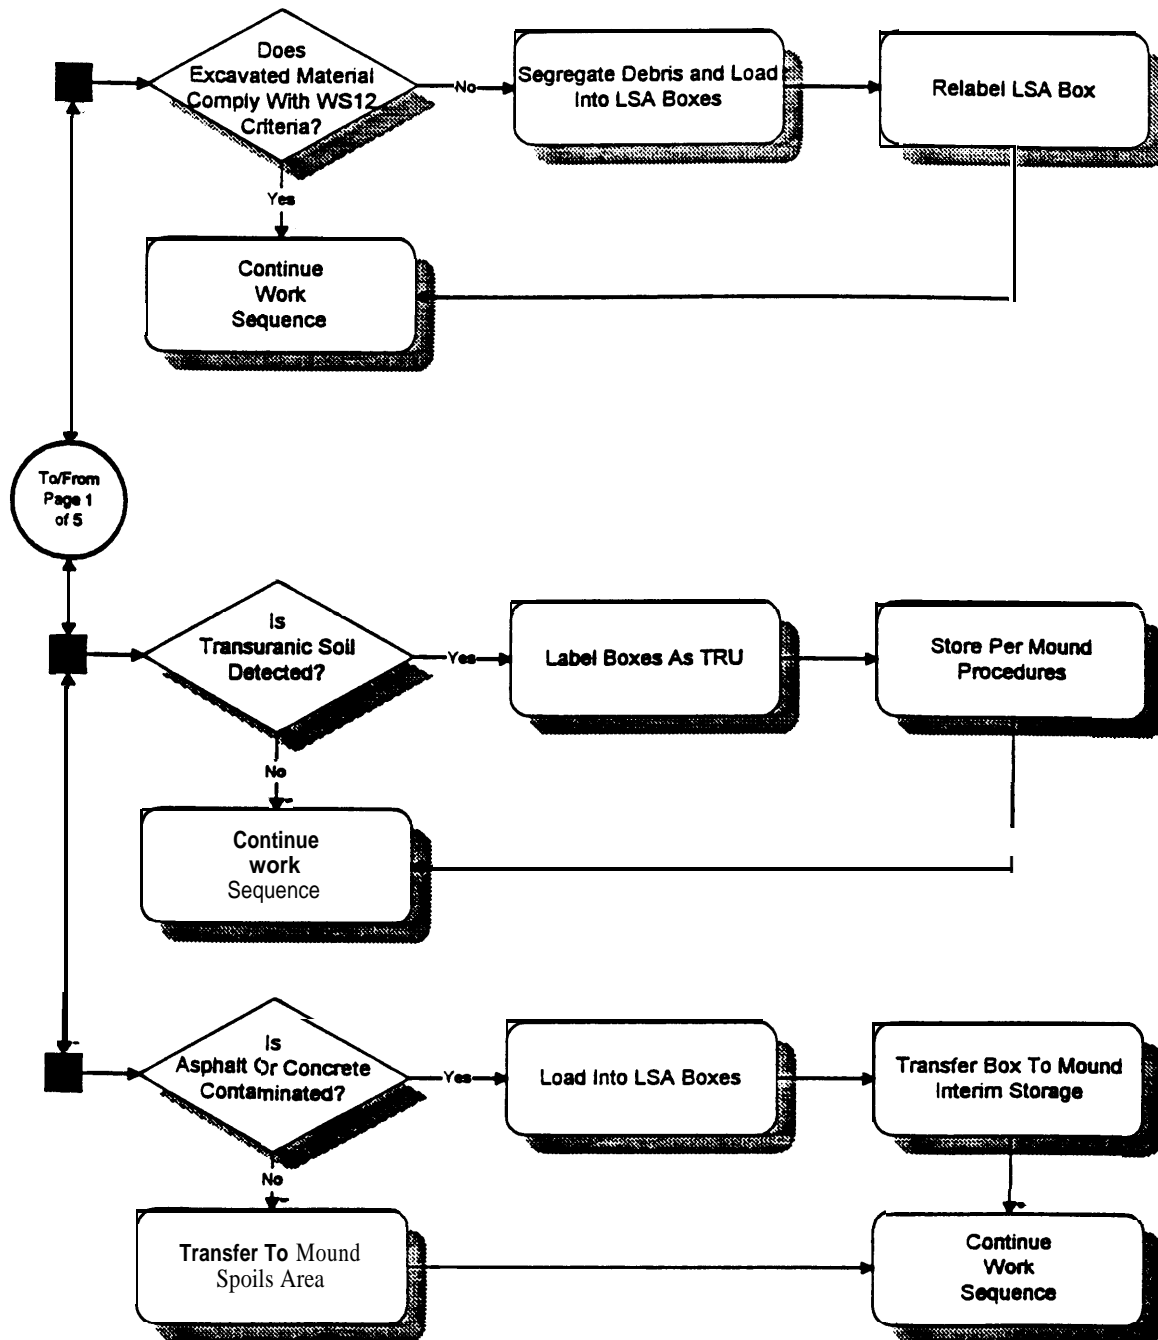 Does
Excavated Material
Comply With WS12
Criteria?
No
Segregate Debris and Load
Into LSA Boxes
Relabel LSA Box
Yes
Continue
Work
Sequence
To/From
Page 1
of 5
Is
Transuranic Soil
Detected?
Yes
Label Boxes As TRU
Store Per Mound
Procedures
No
Continue
work
Sequence
Is
Asphalt Or Concrete
Contaminated?
Yes
Load Into LSA Boxes
Transfer Box To Mound
Interim Storage
No
Transfer To Mound
Spoils Area
Continue
Work
Sequence